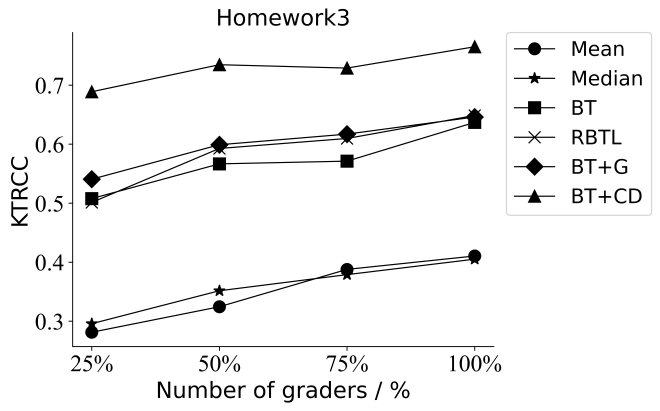 Homework3
KTRCC
0.7
0.6
0.5
0.4
0.3
25% 50% 75% 100%
Number of graders / %
Mean
Median
BT
RBTL
BT+G
BT+CD